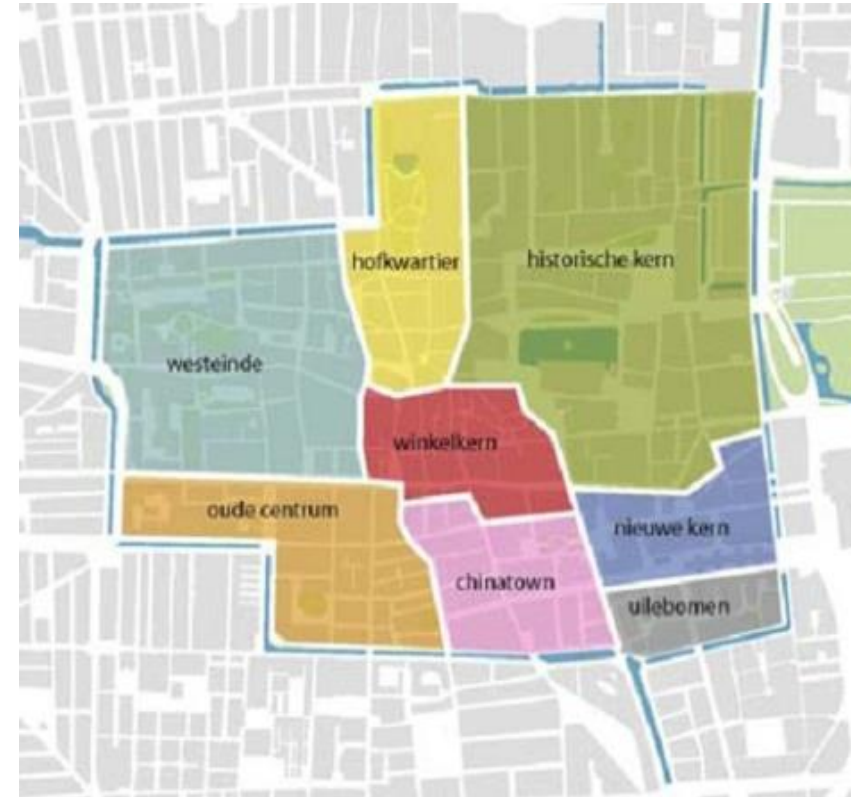 hofkwartier
historische kern
westeinde
winkelkern
oude centrum
nieuwe kern
chinatown
uilebomen